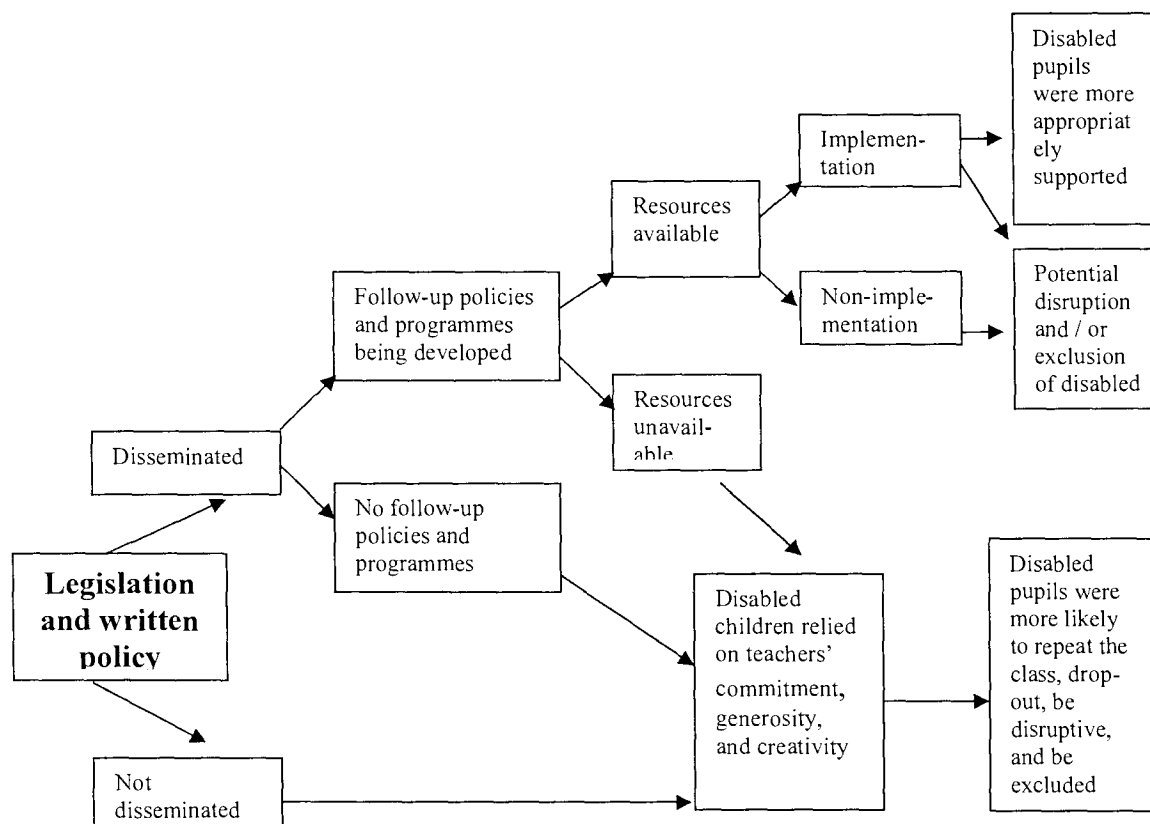 Disabled
pupils
were more
appropriat
ely
supported
Implemen-
tation
Resources
available
Follow-up policies
and programmes
being developed
Non-imple-
mentation
Potential
disruption
and / or
exclusion
of disabled
Resources
unavail-
able
Disseminated
No follow-up
policies and
programmes
Legislation
and written
policy
Disabled
children relied
on teachers’
commitment,
generosity,
and creativity
Disabled
pupils were
more likely
to repeat the
class, drop-
out, be
disruptive,
and be
excluded
Not
disseminated